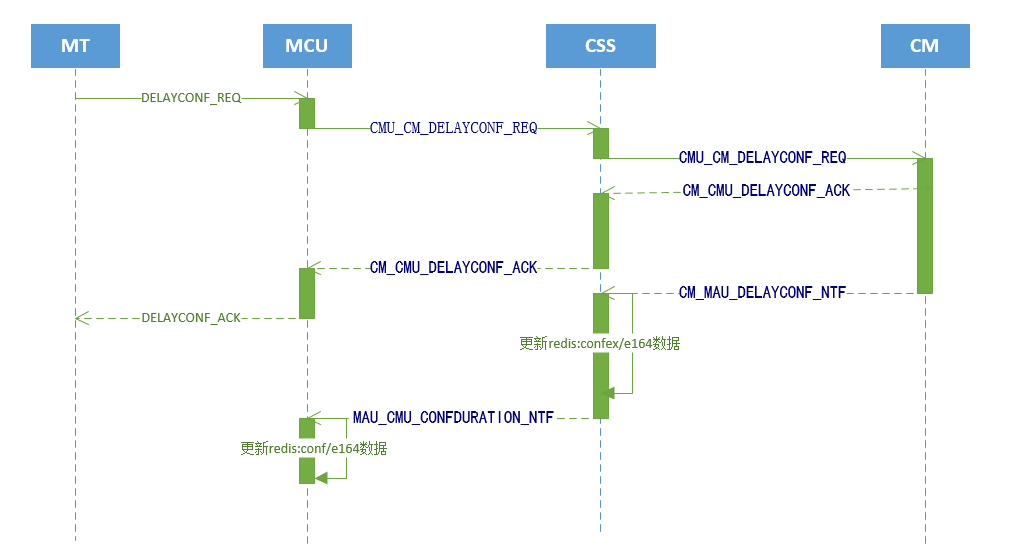 MT
MCU
CSS
CM
DELAYCONF_REQ
CMU_CM_DELAYCONF_REQ
CMU_CM_DELAYCONF_REQ
CM_CMU_DELAYCONF_ACK
CM_CMU_DELAYCONF_ACK
CM_MAU_DELAYCONF_NTF
DELAYCONF_ACK
更新redis:confex/e164数据
MAU_CMU_CONFDURATION_NTF
更新redis:conf/e164数据